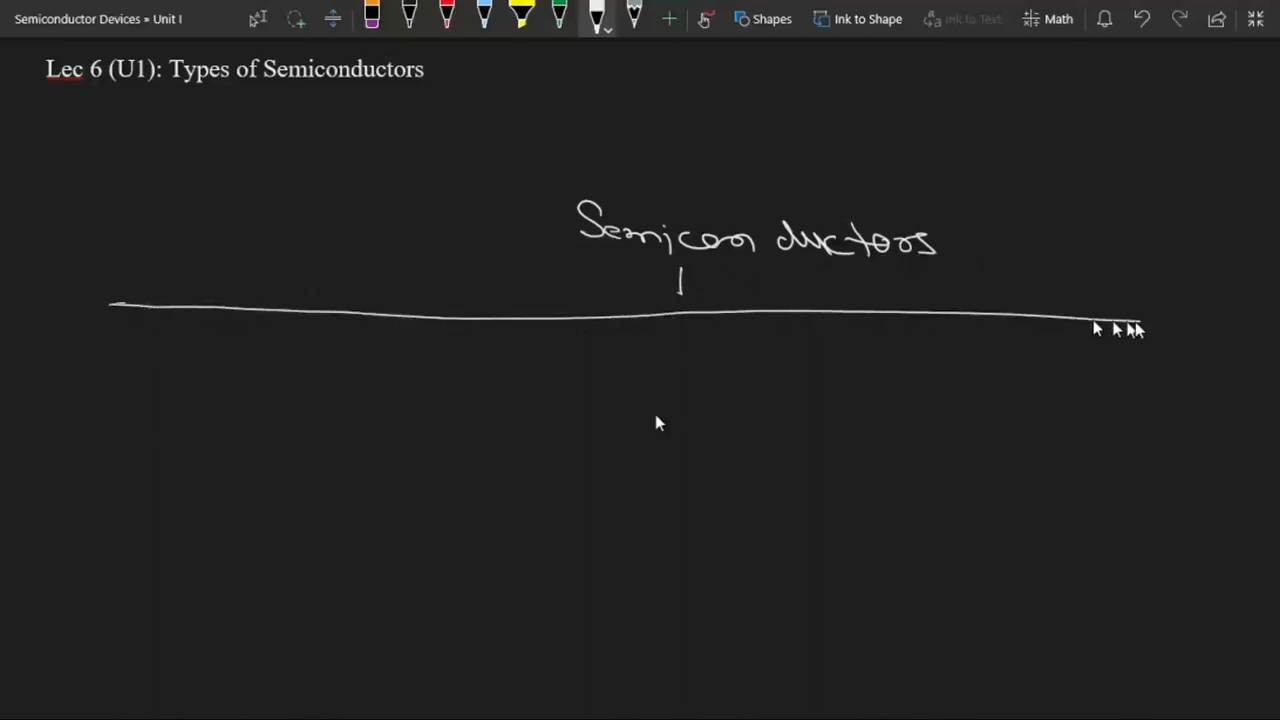 Semiconductor Devices » Unit I
Shapes
Ink to Shape
Ink to Text
Math
Lec 6 (U1): Types of Semiconductors
Semiconductors